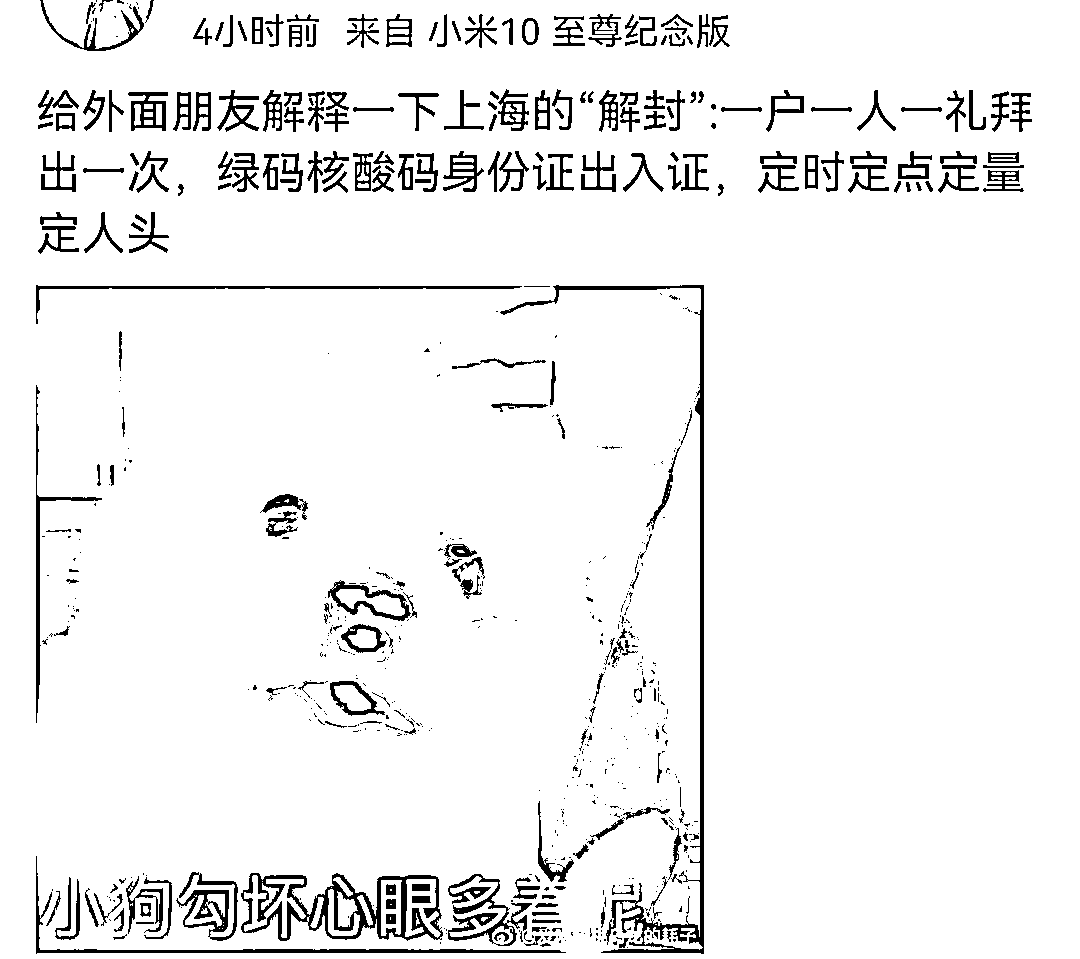 4小时前 来自 小米10 至尊纪念版
给外面朋友解释一下上海的“解封”:一户一人一礼拜
出一次，绿码核酸码身份证出入证，定时定点定量
定人头
小狗勾坏心眼多着呢